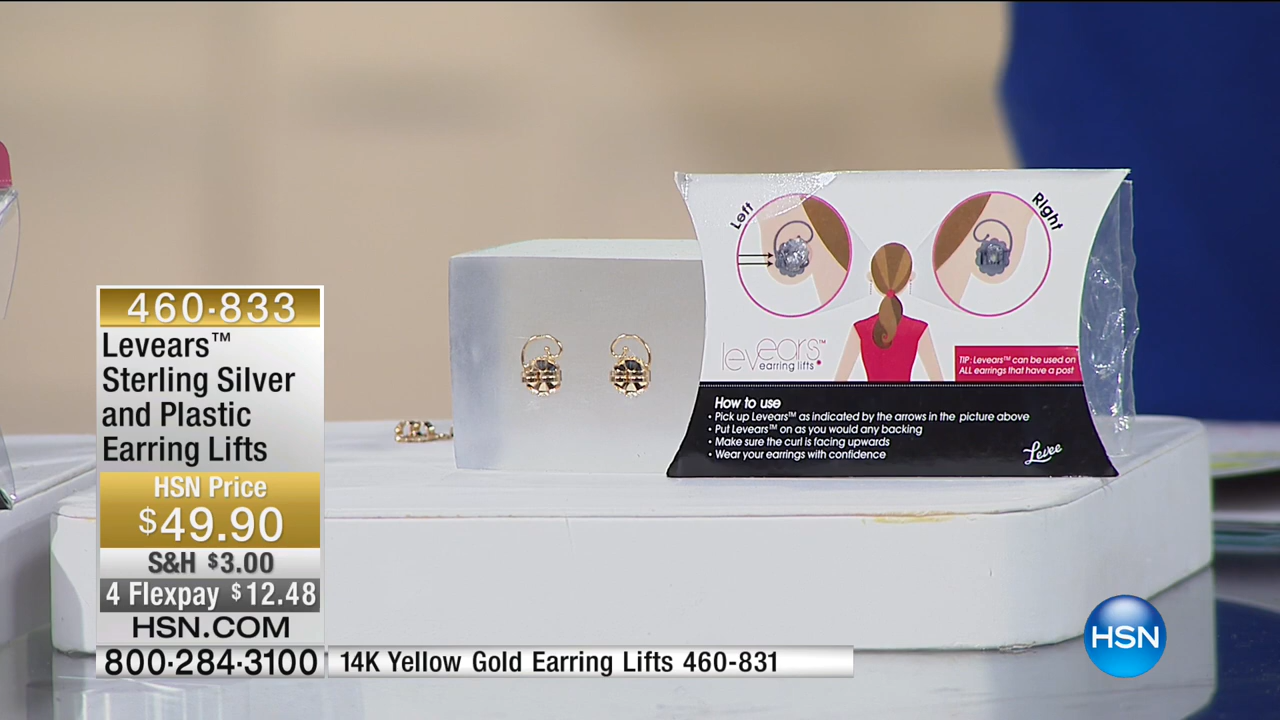 460·833
Levears™
Sterling Silver
and Plastic
Earring Lifts
HSN Price
$49.90
S&H $3.00
4 Flexpay $12.48
HSN.COM
800·284·3100
14K Yellow Gold Earring Lifts 460-831
Left
Right
levears™
earring lifts
TIP: Levears™ can be used on
ALL earrings that have a post
How to use
• Pick up Levears™ as indicated by the arrows in the picture above
• Put Levears™ on as you would any backing
• Make sure the curl is facing upwards
• Wear your earrings with confidence
Levee
HSN